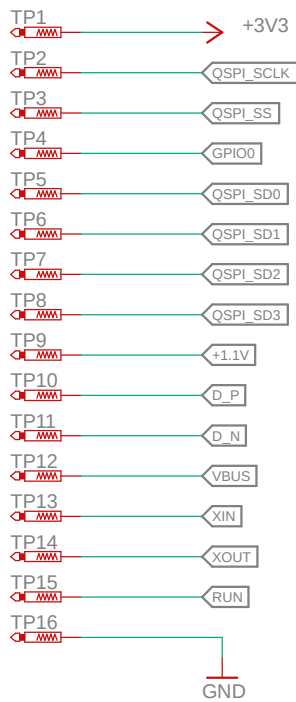 TP1 +3V3
TP2 QSPI_SCLK
TP3 QSPI_SS
TP4 GPIO0
TP5 QSPI_SD0
TP6 QSPI_SD1
TP7 QSPI_SD2
TP8 QSPI_SD3
TP9 +1.1V
TP10 D_P
TP11 D_N
TP12 VBUS
TP13 XIN
TP14 XOUT
TP15 RUN
TP16
GND